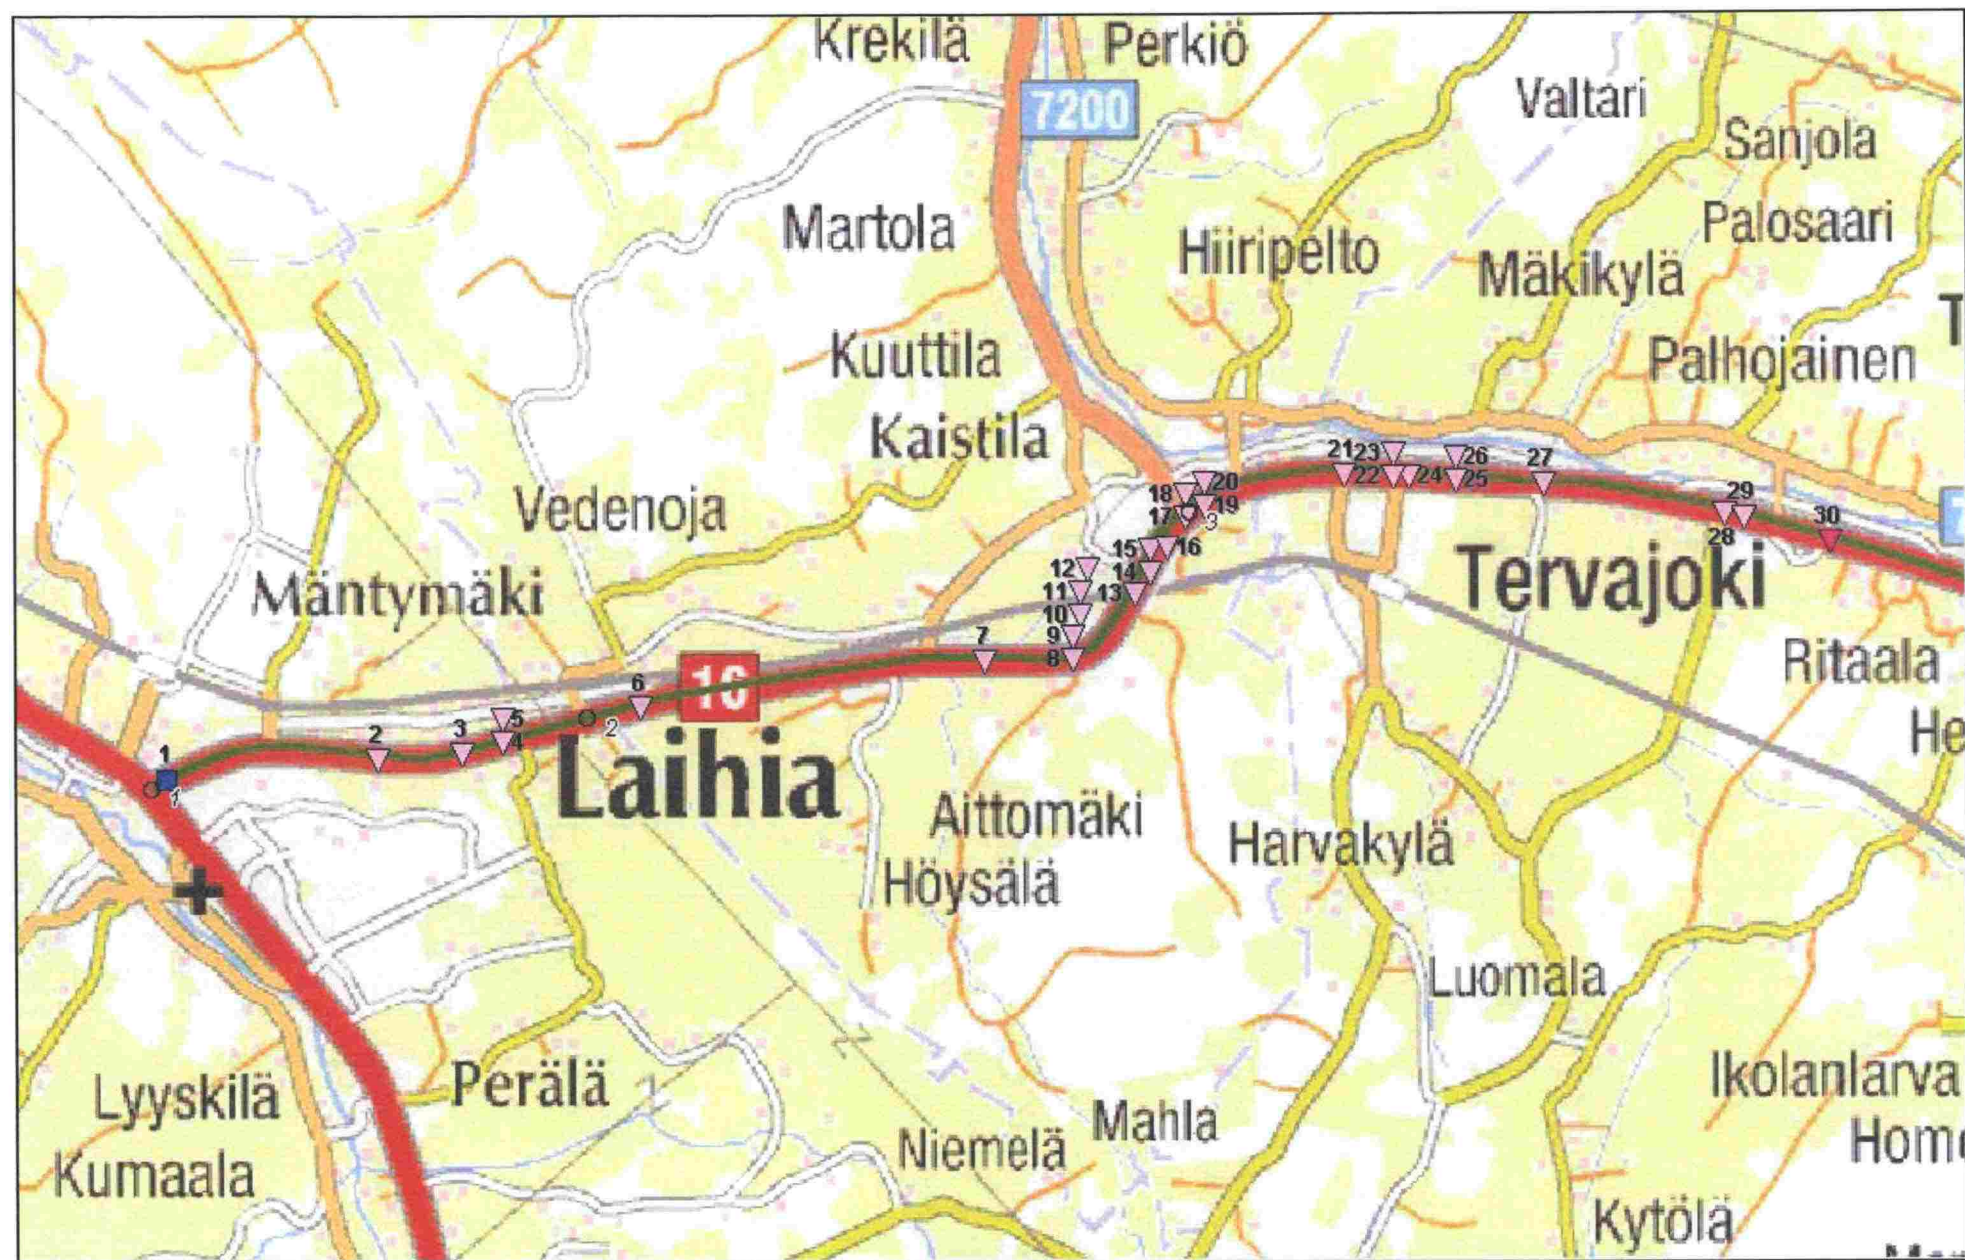 Krekilä
Perkiö
7200
Valtari
Sanjola
Palosaari
Martola
Hiiripelto
Mäkikylä
T
Kuuttila
Palhojainen
Kaistila
21
23
26
22
24
25
27
18
20
19
17
3
29
28
30
7
Vedenoja
15
16
12
14
11
13
10
9
8
7
Tervajoki
Mäntymäki
Ritaala
He
16
6
5
4
3
2
2
1
1
Laihia
Aittomäki
Harvakylä
Höysälä
Luomala
Ikolanlarva
Lyyskilä
Perälä
Mahla
Home
Niemelä
Kumaala
Kytölä